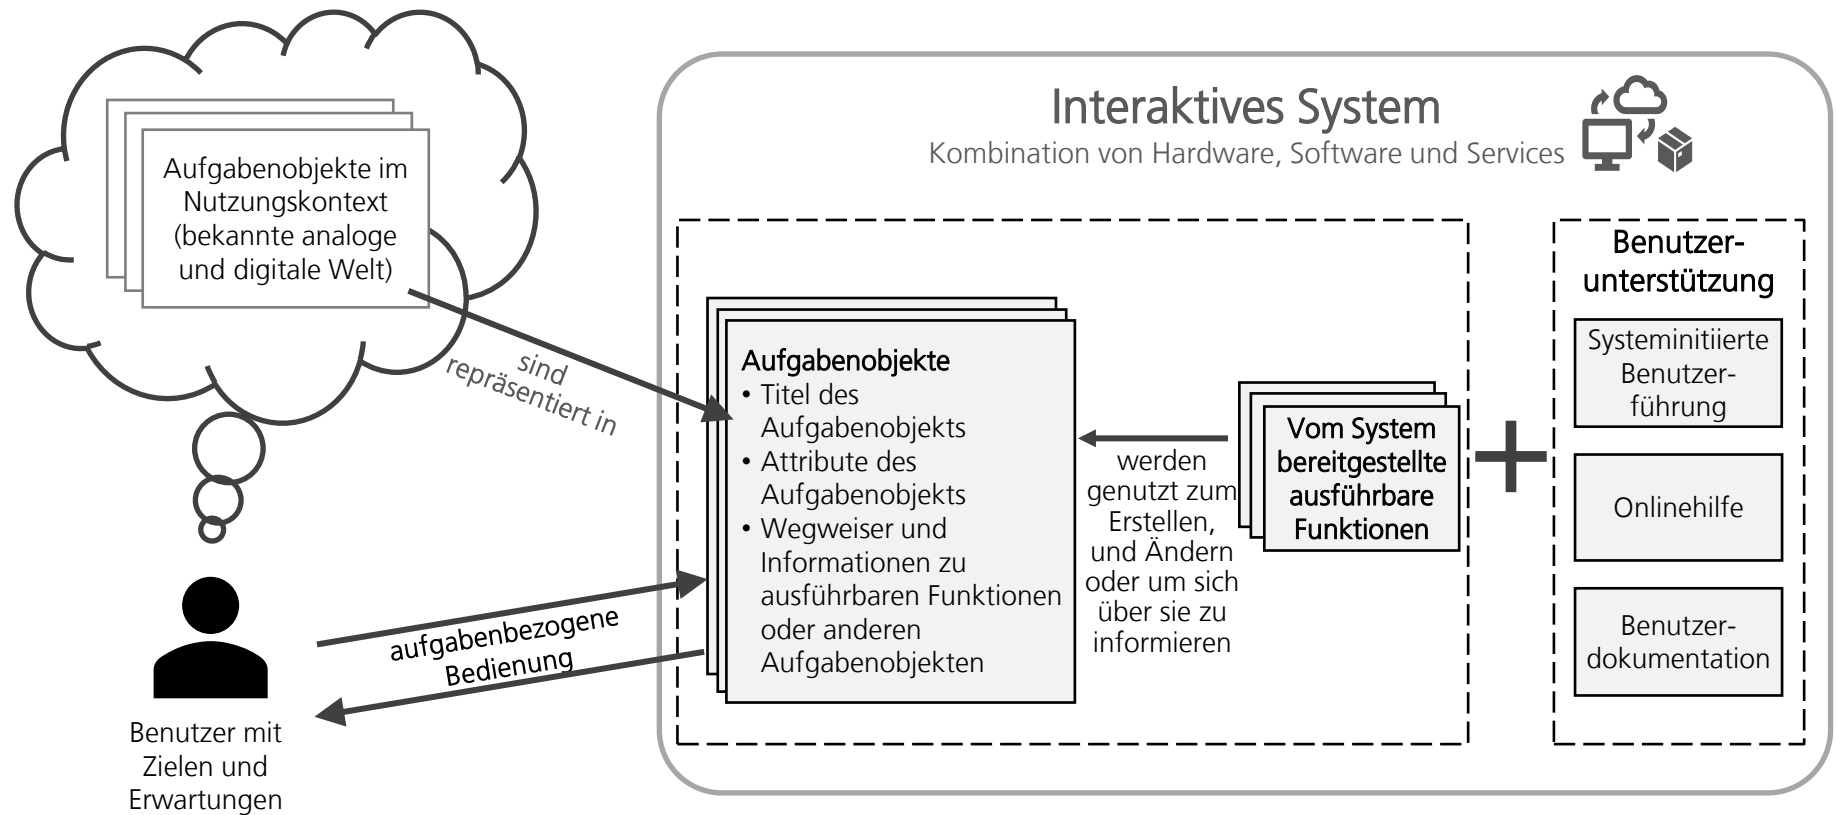 Aufgabenobjekte im
Nutzungskontext
(bekannte analoge
und digitale Welt)
sind
repräsentiert in
aufgabenbezogene
Bedienung
Benutzer mit
Zielen und
Erwartungen
Interaktives System
Kombination von Hardware, Software und Services
Aufgabenobjekte
• Titel des
Aufgabenobjekts
• Attribute des
Aufgabenobjekts
• Wegweiser und
Informationen zu
ausführbaren Funktionen
oder anderen
Aufgabenobjekten
werden
genutzt zum
Erstellen,
und Ändern
oder um sich
über sie zu
informieren
Vom System
bereitgestellte
ausführbare
Funktionen
Benutzer-
unterstützung
Systeminitiierte
Benutzer-
führung
Onlinehilfe
Benutzer-
dokumentation